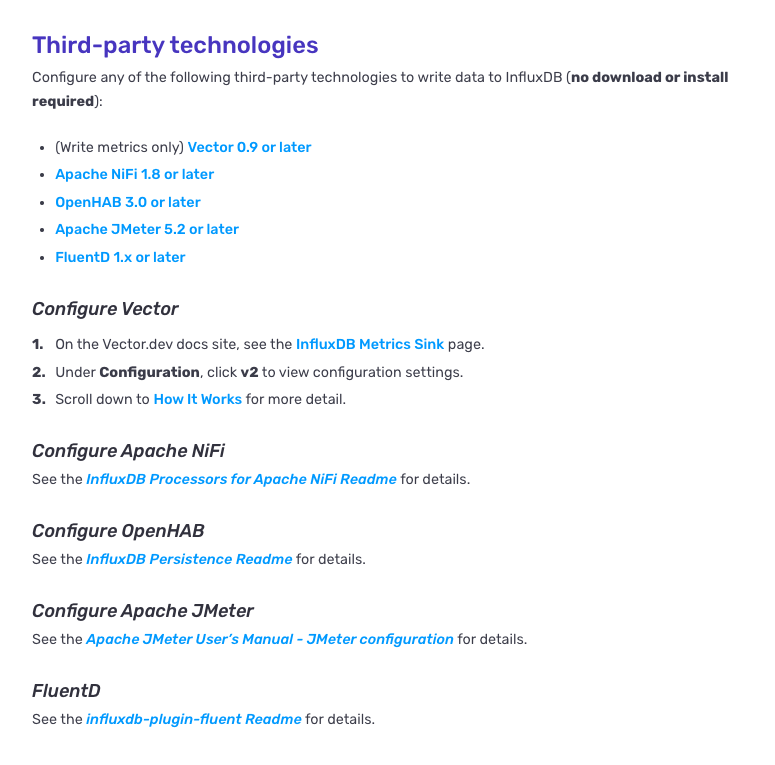 Third-party technologies
Configure any of the following third-party technologies to write data to InfluxDB (no download or install
required):
• (Write metrics only) Vector 0.9 or later
• Apache NiFi 1.8 or later
• OpenHAB 3.0 or later
• Apache JMeter 5.2 or later
• FluentD 1.x or later
Configure Vector
1. On the Vector.dev docs site, see the InfluxDB Metrics Sink page.
2. Under Configuration, click v2 to view configuration settings.
3. Scroll down to How It Works for more detail.
Configure Apache NiFi
See the InfluxDB Processors for Apache NiFi Readme for details.
Configure OpenHAB
See the InfluxDB Persistence Readme for details.
Configure Apache JMeter
See the Apache JMeter User’s Manual - JMeter configuration for details.
FluentD
See the influxdb-plugin-fluent Readme for details.